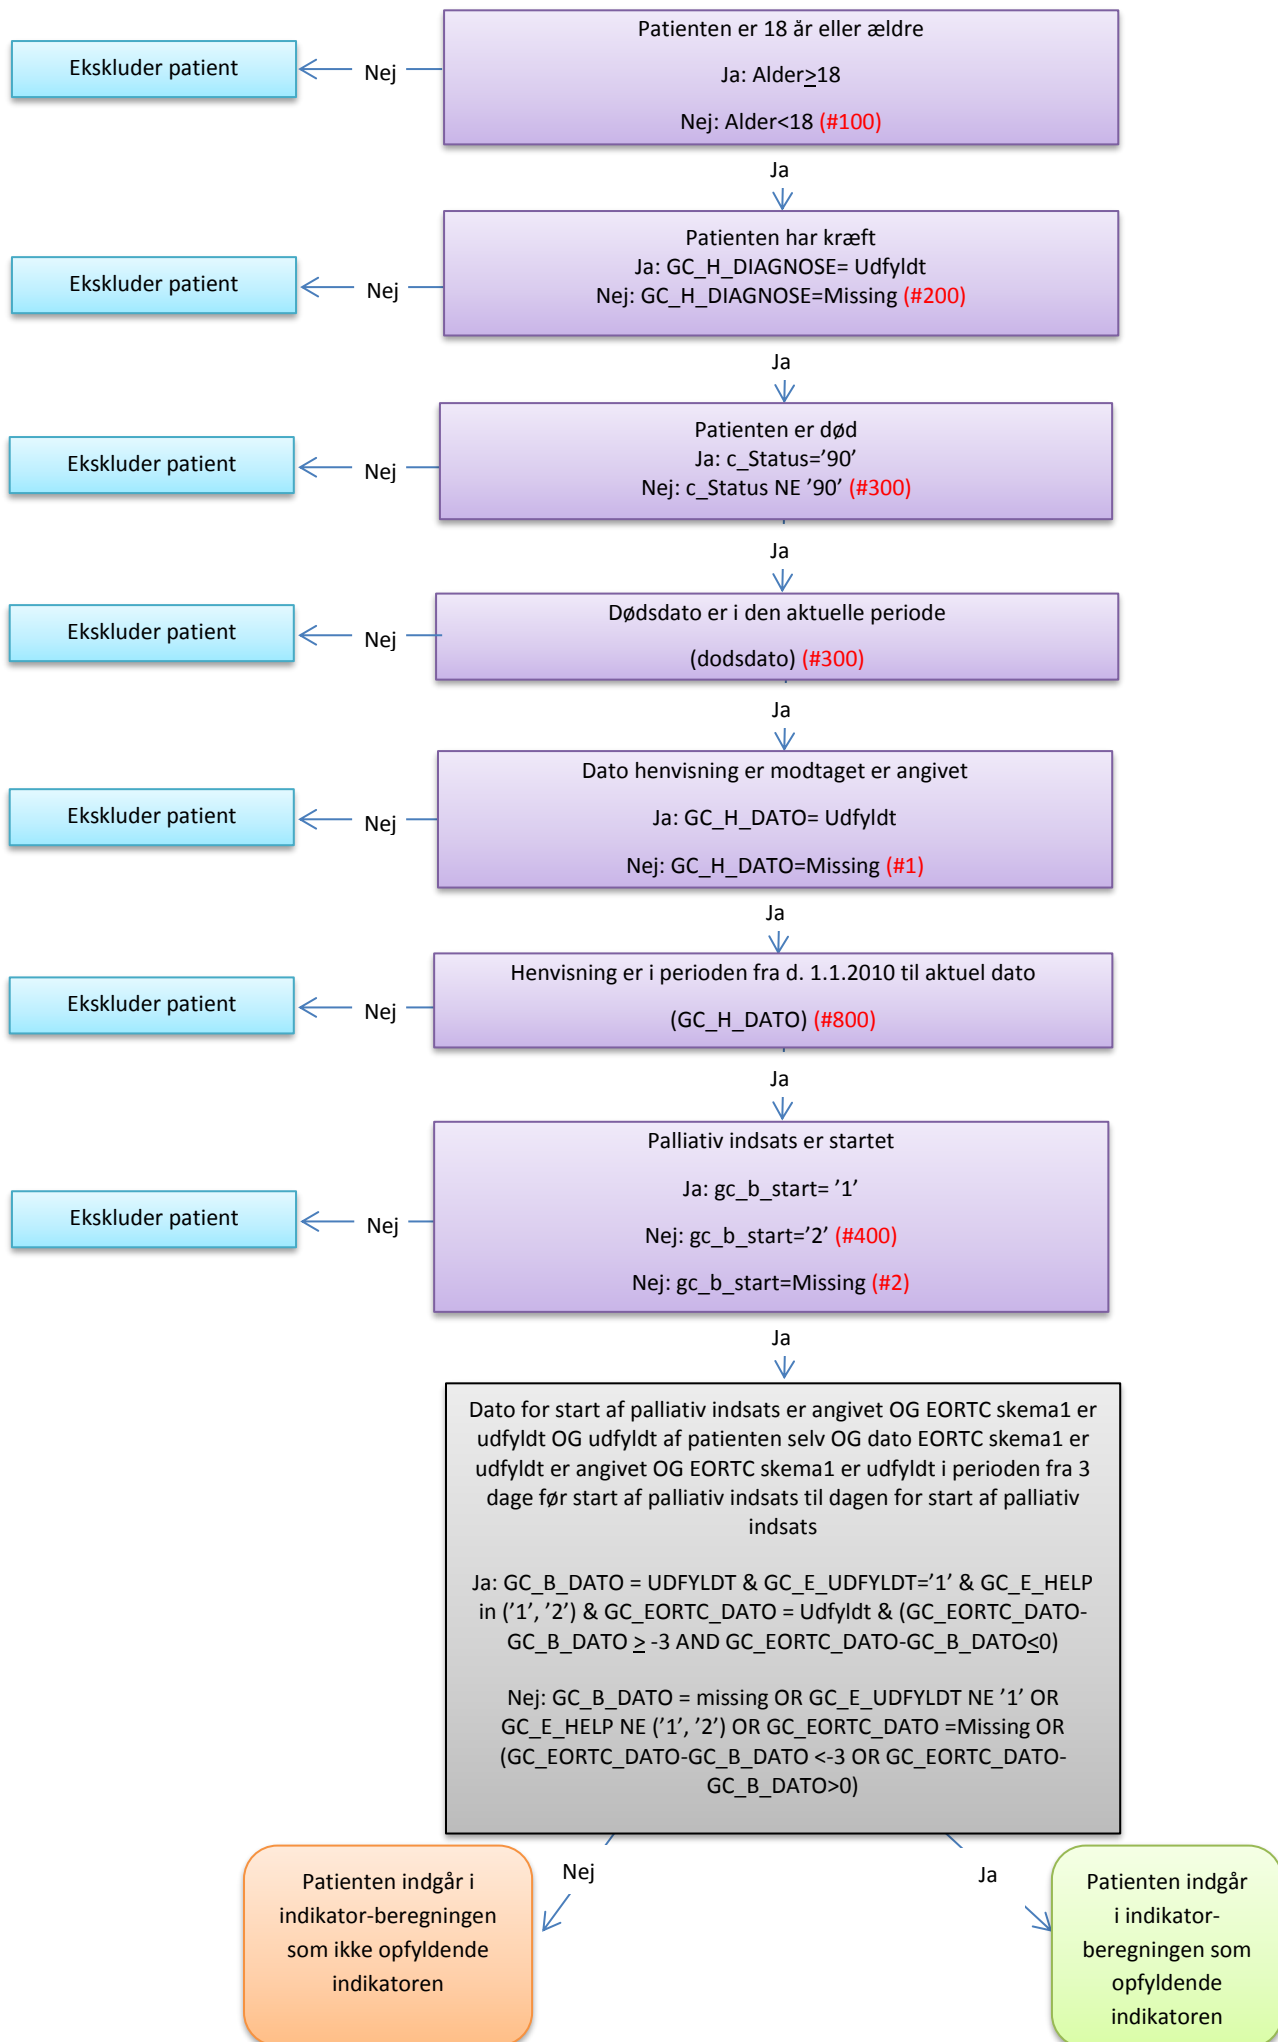 Patienten er 18 år eller ældre
Ja: Alder>18
Nej: Alder<18 (#100)
Ekskluder patient
Nej
Ja
Patienten har kræft
Ja: GC_H_DIAGNOSE= Udfyldt
Nej: GC_H_DIAGNOSE=Missing (#200)
Ekskluder patient
Nej
Ja
Patienten er død
Ja: c_Status=’90’
Nej: c_Status NE ’90’ (#300)
Ekskluder patient
Nej
Ja
Dødsdato er i den aktuelle periode
(dodsdato) (#300)
Ekskluder patient
Nej
Ja
Dato henvisning er modtaget er angivet
Ja: GC_H_DATO= Udfyldt
Nej: GC_H_DATO=Missing (#1)
Ekskluder patient
Nej
Ja
Henvisning er i perioden fra d. 1.1.2010 til aktuel dato
(GC_H_DATO) (#800)
Ekskluder patient
Nej
Ja
Palliativ indsats er startet
Ja: gc_b_start= ’1’
Nej: gc_b_start=’2’ (#400)
Nej: gc_b_start=Missing (#2)
Ekskluder patient
Nej
Ja
Dato for start af palliativ indsats er angivet OG EORTC skema1 er
udfyldt OG udfyldt af patienten selv OG dato EORTC skema1 er
udfyldt er angivet OG EORTC skema1 er udfyldt i perioden fra 3
dage før start af palliativ indsats til dagen for start af palliativ
indsats
Ja: GC_B_DATO = UDFYLDT & GC_E_UDFYLDT=’1’ & GC_E_HELP
in (’1’, ’2’) & GC_EORTC_DATO = Udfyldt & (GC_EORTC_DATO-
GC_B_DATO > -3 AND GC_EORTC_DATO-GC_B_DATO<0)
Nej: GC_B_DATO = missing OR GC_E_UDFYLDT NE ’1’ OR
GC_E_HELP NE (’1’, ’2’) OR GC_EORTC_DATO =Missing OR
(GC_EORTC_DATO-GC_B_DATO <-3 OR GC_EORTC_DATO-
GC_B_DATO>0)
Nej
Ja
Patienten indgår i
indikator-beregningen
som ikke opfyldende
indikatoren
Patienten indgår
i indikator-
beregningen som
opfyldende
indikatoren